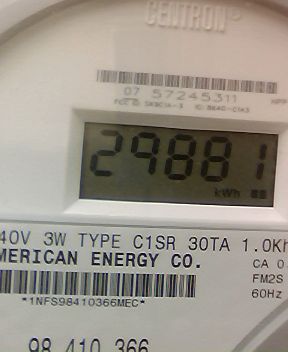 CENTRON®
07 57245311
29881
kWh
40V 3W TYPE C1SR 30TA 1.0Kh
MERICAN ENERGY CO.
CA 0.
FM2S
60Hz
*1NFS98410366MEC*
98 410 366